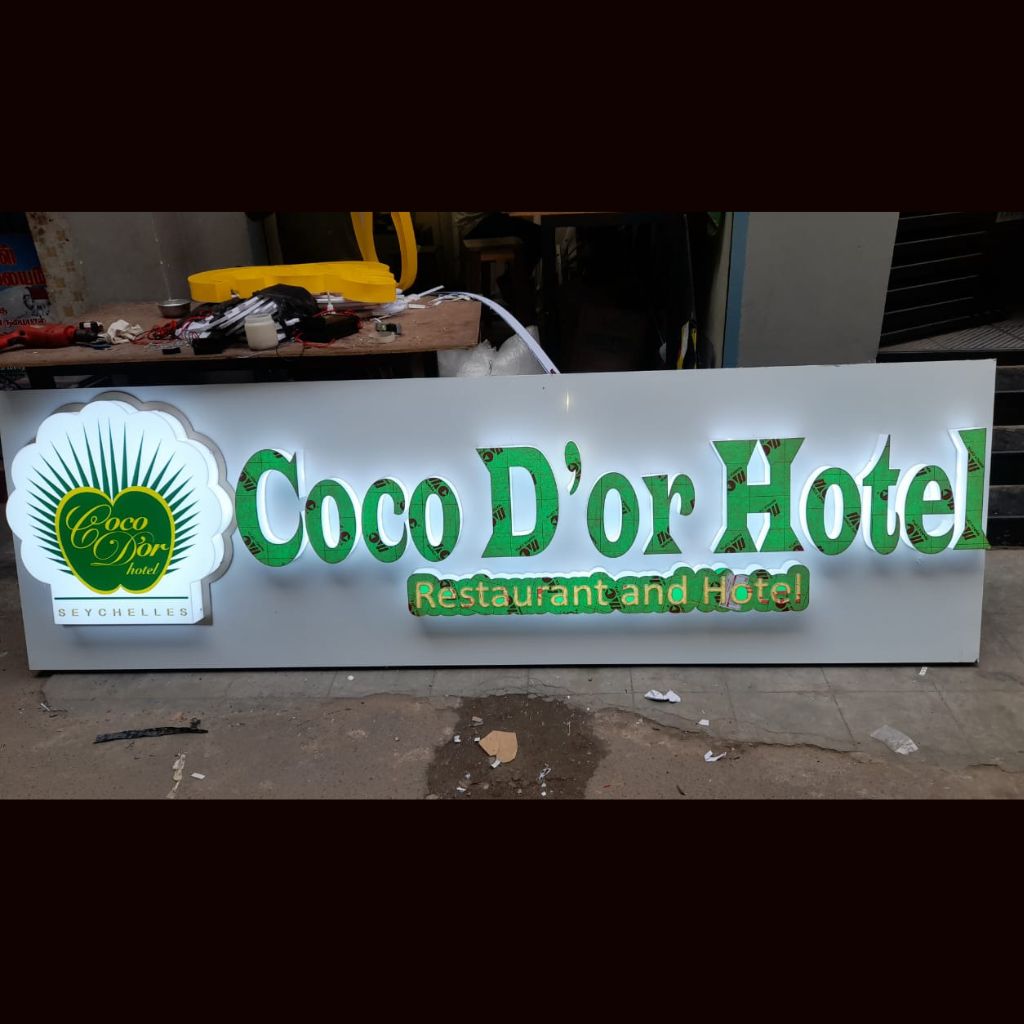 Coco
D'or
hotel
SEYCHELLES
Coco D'or Hotel
Restaurant and Hotel